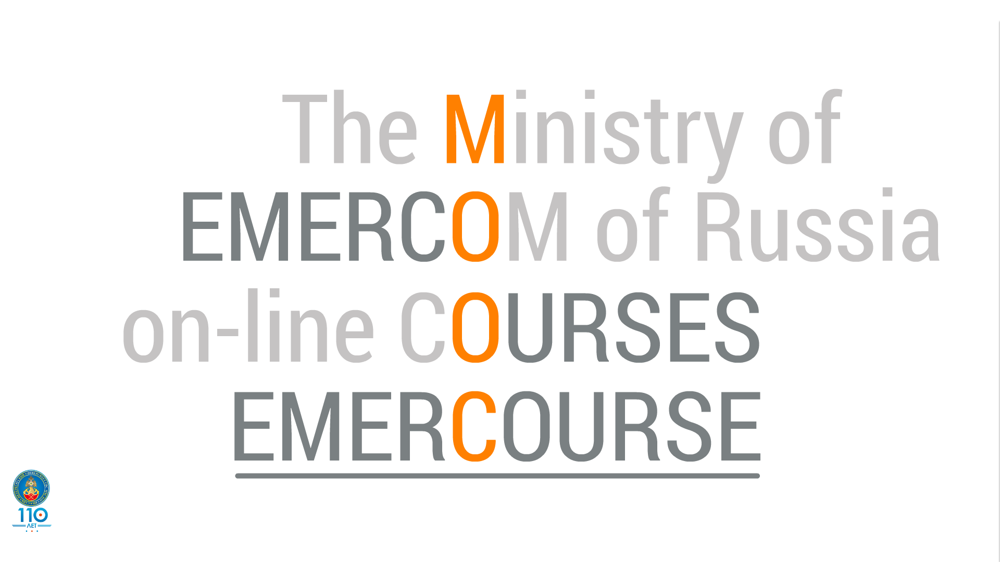 The Ministry of
EMERCOM of Russia
on-line COURSES
EMERCOURSE
110
ЛЕТ